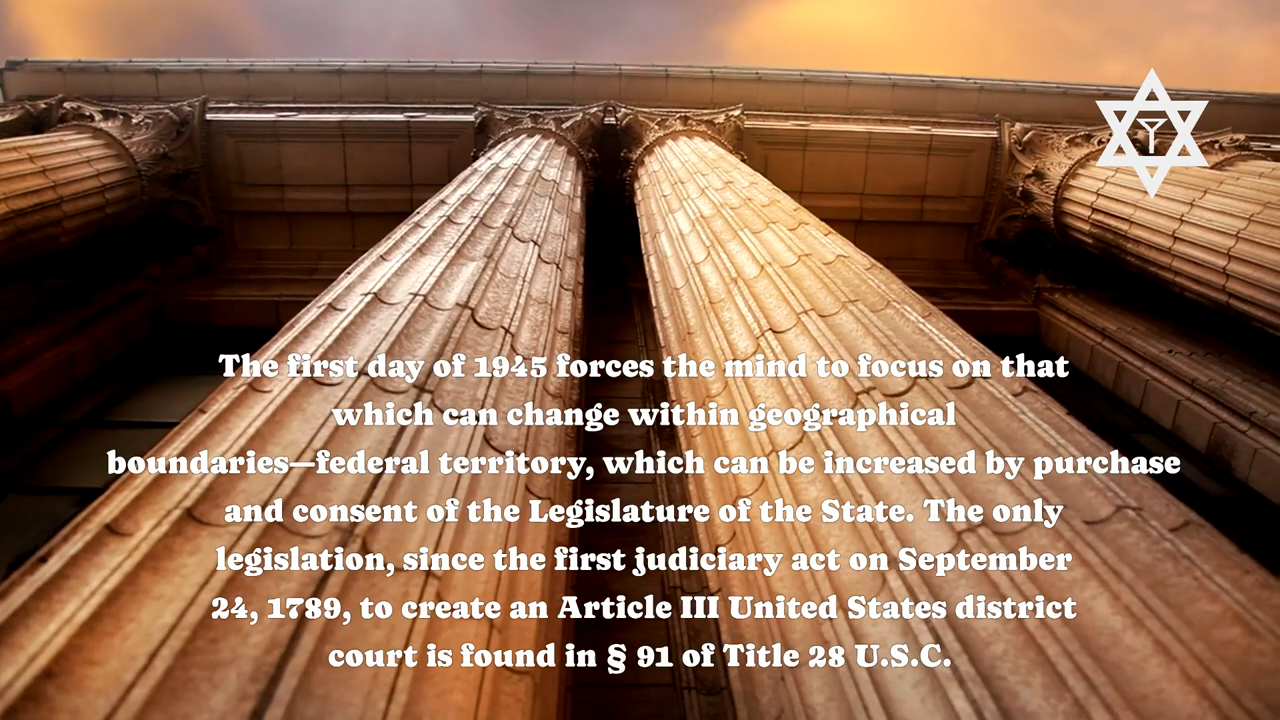 The first day of 1945 forces the mind to focus on that
which can change within geographical
boundaries—federal territory, which can be increased by purchase
and consent of the Legislature of the State. The only
legislation, since the first judiciary act on September
24, 1789, to create an Article III United States district
court is found in § 91 of Title 28 U.S.C.